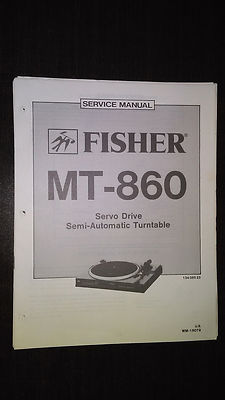 SERVICE MANUAL
FISHER®
MT-860
Servo Drive
Semi-Automatic Turntable